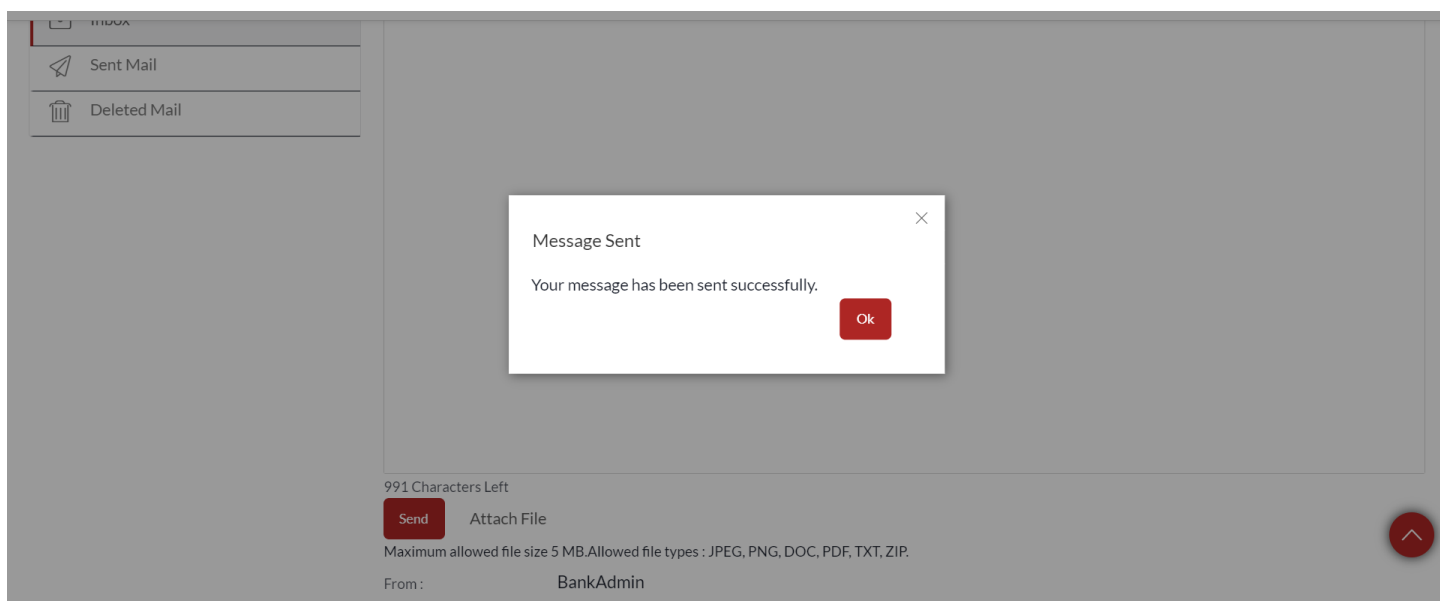 Inbox
Sent Mail
Deleted Mail
Message Sent
Your message has been sent successfully.
Ok
991 Characters Left
Send Attach File
Maximum allowed file size 5 MB.Allowed file types : JPEG, PNG, DOC, PDF, TXT, ZIP.
From : BankAdmin